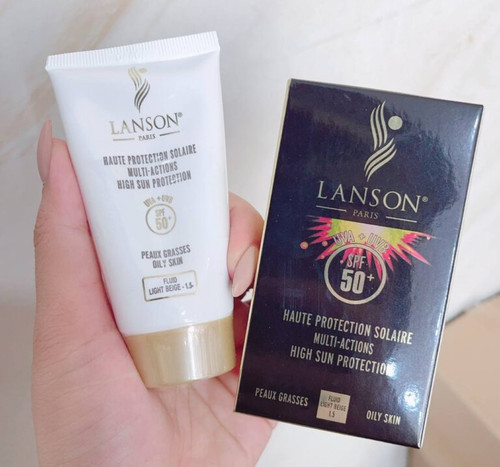 LANSON®
PARIS
HAUTE PROTECTION SOLAIRE
MULTI-ACTIONS
HIGH SUN PROTECTION
UVA + UVB
SPF
50+
PEAUX GRASSES
OILY SKIN
FLUID
LIGHT BEIGE - 1.5-
LANSON®
PARIS
UVA + UVB
SPF
50+
HAUTE PROTECTION SOLAIRE
MULTI-ACTIONS
HIGH SUN PROTECTION
PEAUX GRASSES
FLUID
LIGHT BEIGE
1.5
OILY SKIN